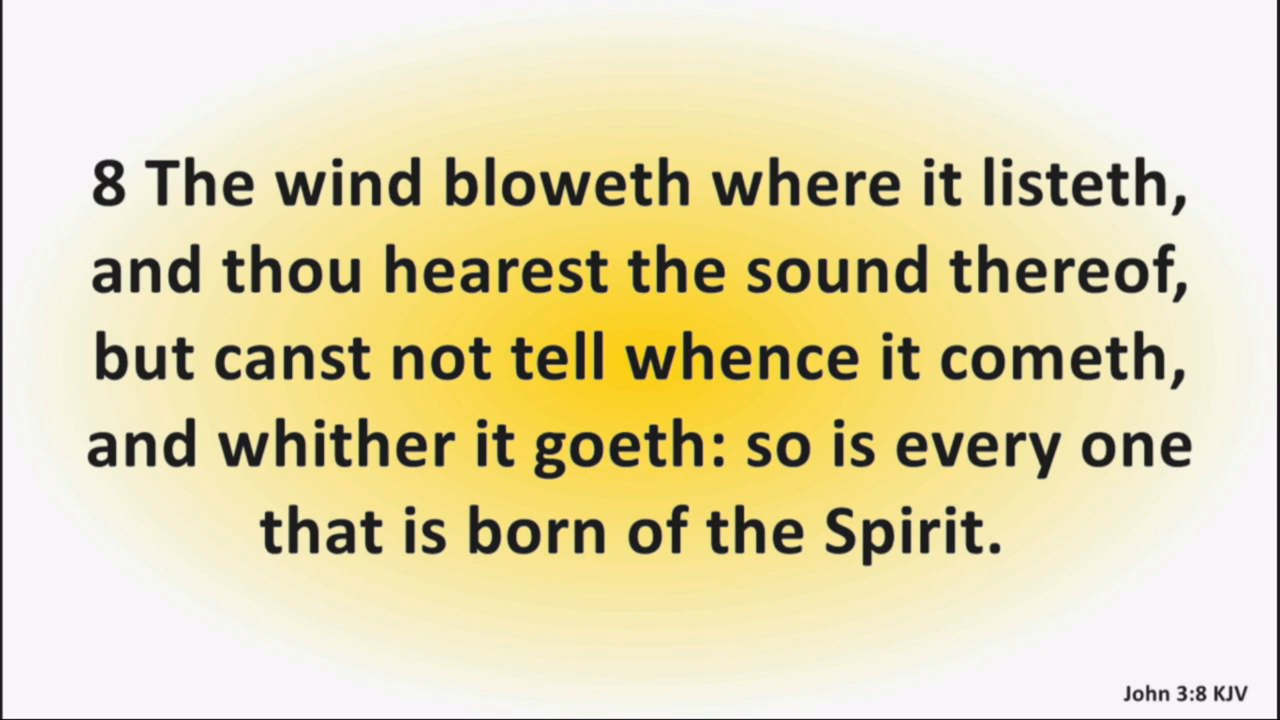 8 The wind bloweth where it listeth,
and thou hearest the sound thereof,
but canst not tell whence it cometh,
and whither it goeth: so is every one
that is born of the Spirit.
John 3:8 KJV